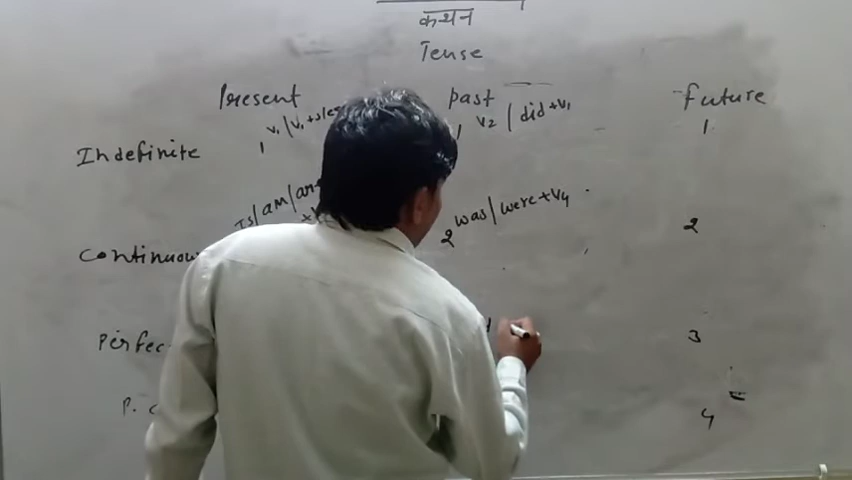 कथन
Tense
Present Past Future
Indefinite 1 V1/V1+s/es 1 V2/did+V1 1
Is/am/are
Continuous 2 was/were+V4 2
Perfec 3
P. C 4